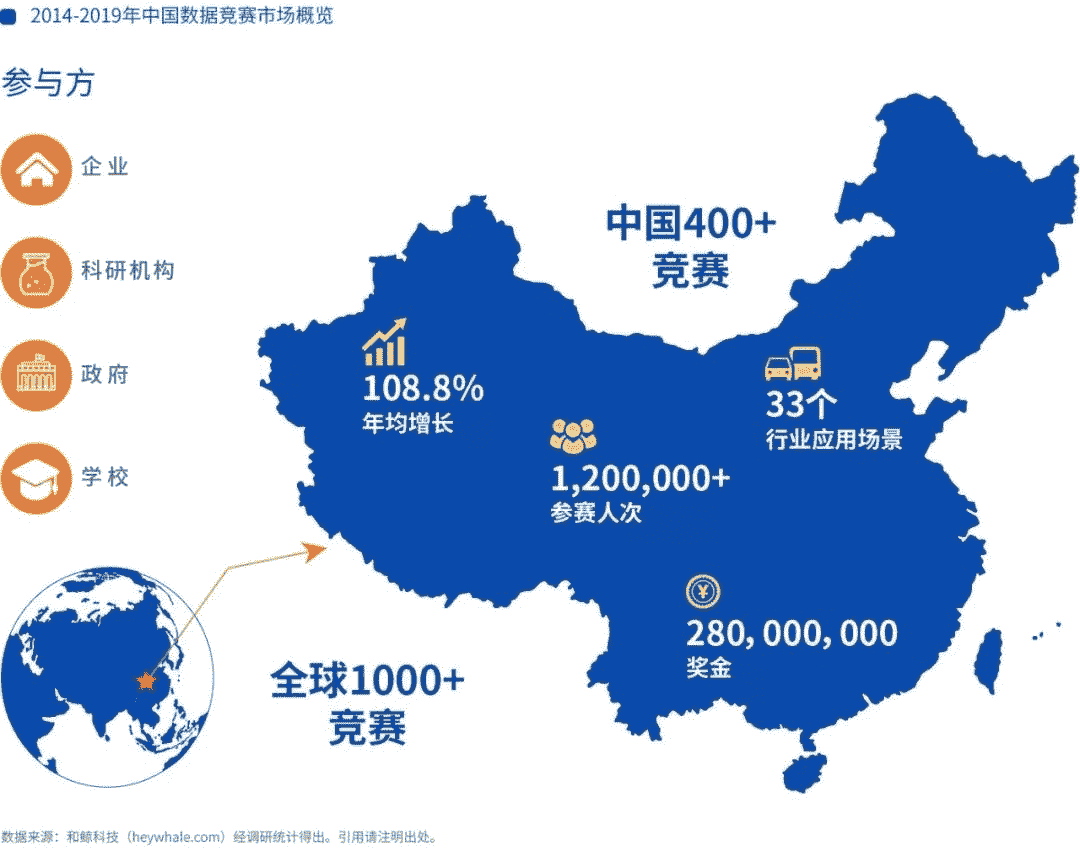 2014-2019年中国数据竞赛市场概览
参与方
企业
科研机构
政府
学校
中国400+
竞赛
108.8%
年均增长
33个
行业应用场景
1,200,000+
参赛人次
¥
280,000,000
奖金
全球1000+
竞赛
数据来源：和鲸科技（heywhale.com）经调研统计得出。引用请注明出处。